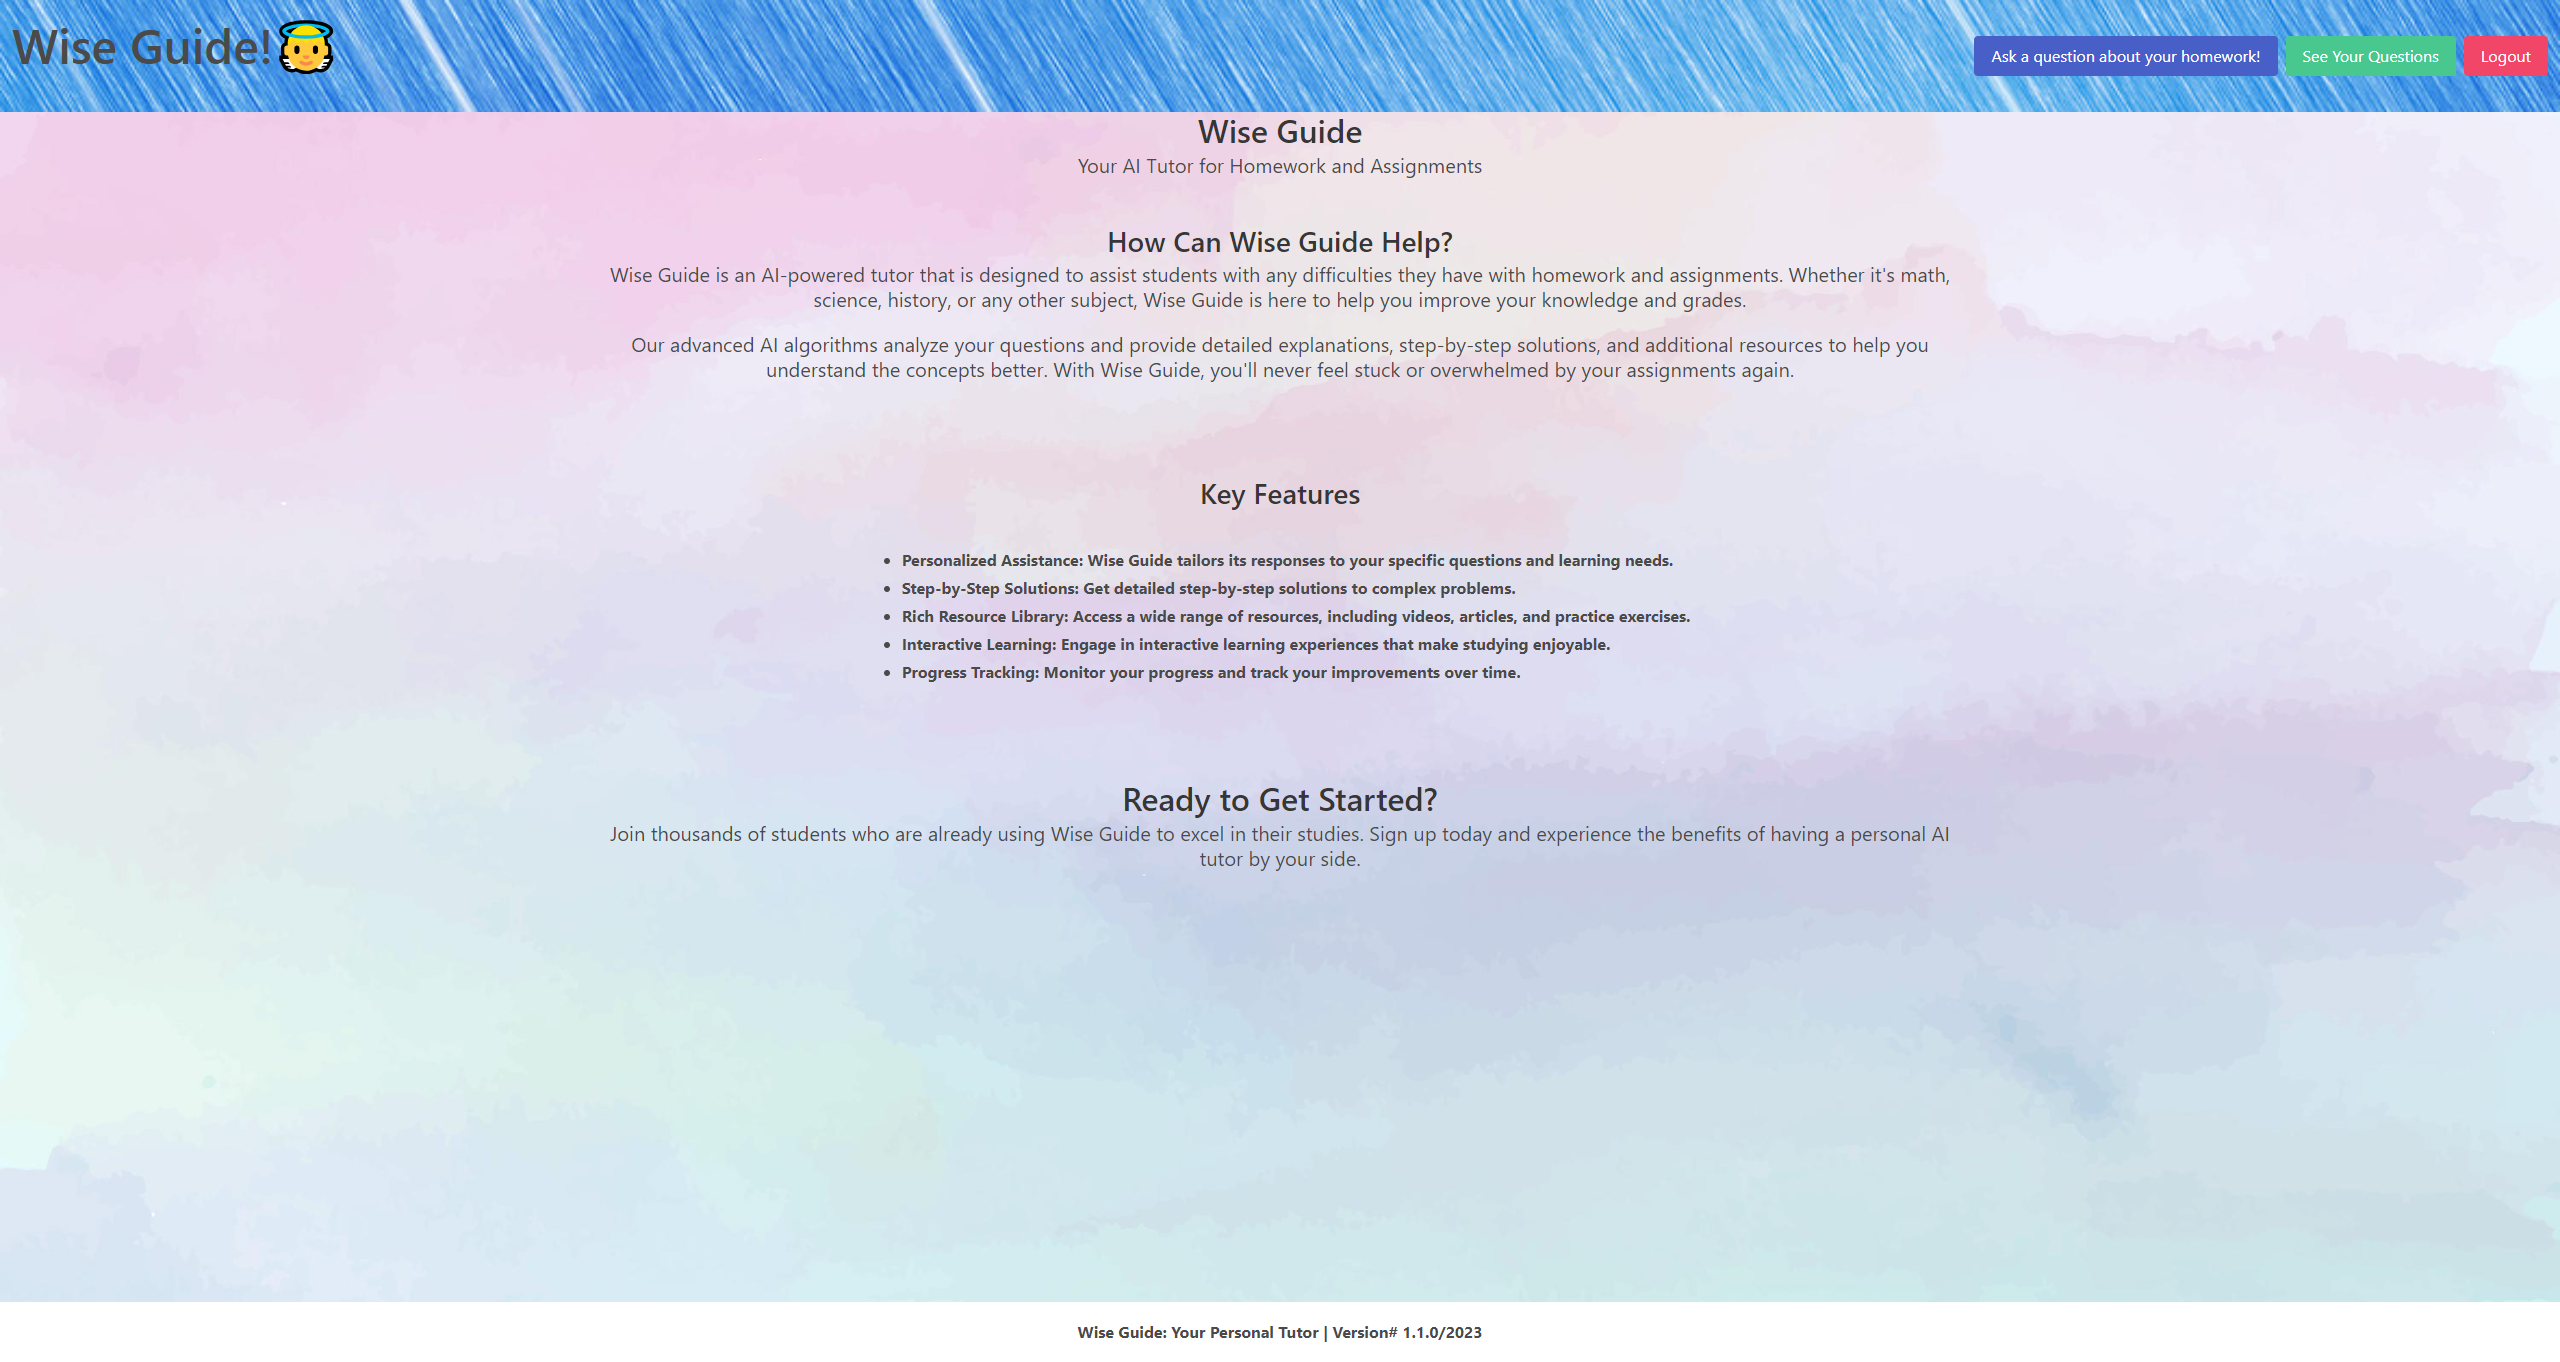 Wise Guide!
Ask a question about your homework!
See Your Questions
Logout
Wise Guide
Your AI Tutor for Homework and Assignments
How Can Wise Guide Help?
Wise Guide is an AI-powered tutor that is designed to assist students with any difficulties they have with homework and assignments. Whether it's math,
science, history, or any other subject, Wise Guide is here to help you improve your knowledge and grades.
Our advanced AI algorithms analyze your questions and provide detailed explanations, step-by-step solutions, and additional resources to help you
understand the concepts better. With Wise Guide, you'll never feel stuck or overwhelmed by your assignments again.
Key Features
• Personalized Assistance: Wise Guide tailors its responses to your specific questions and learning needs.
• Step-by-Step Solutions: Get detailed step-by-step solutions to complex problems.
• Rich Resource Library: Access a wide range of resources, including videos, articles, and practice exercises.
• Interactive Learning: Engage in interactive learning experiences that make studying enjoyable.
• Progress Tracking: Monitor your progress and track your improvements over time.
Ready to Get Started?
Join thousands of students who are already using Wise Guide to excel in their studies. Sign up today and experience the benefits of having a personal AI
tutor by your side.
Wise Guide: Your Personal Tutor | Version# 1.1.0/2023